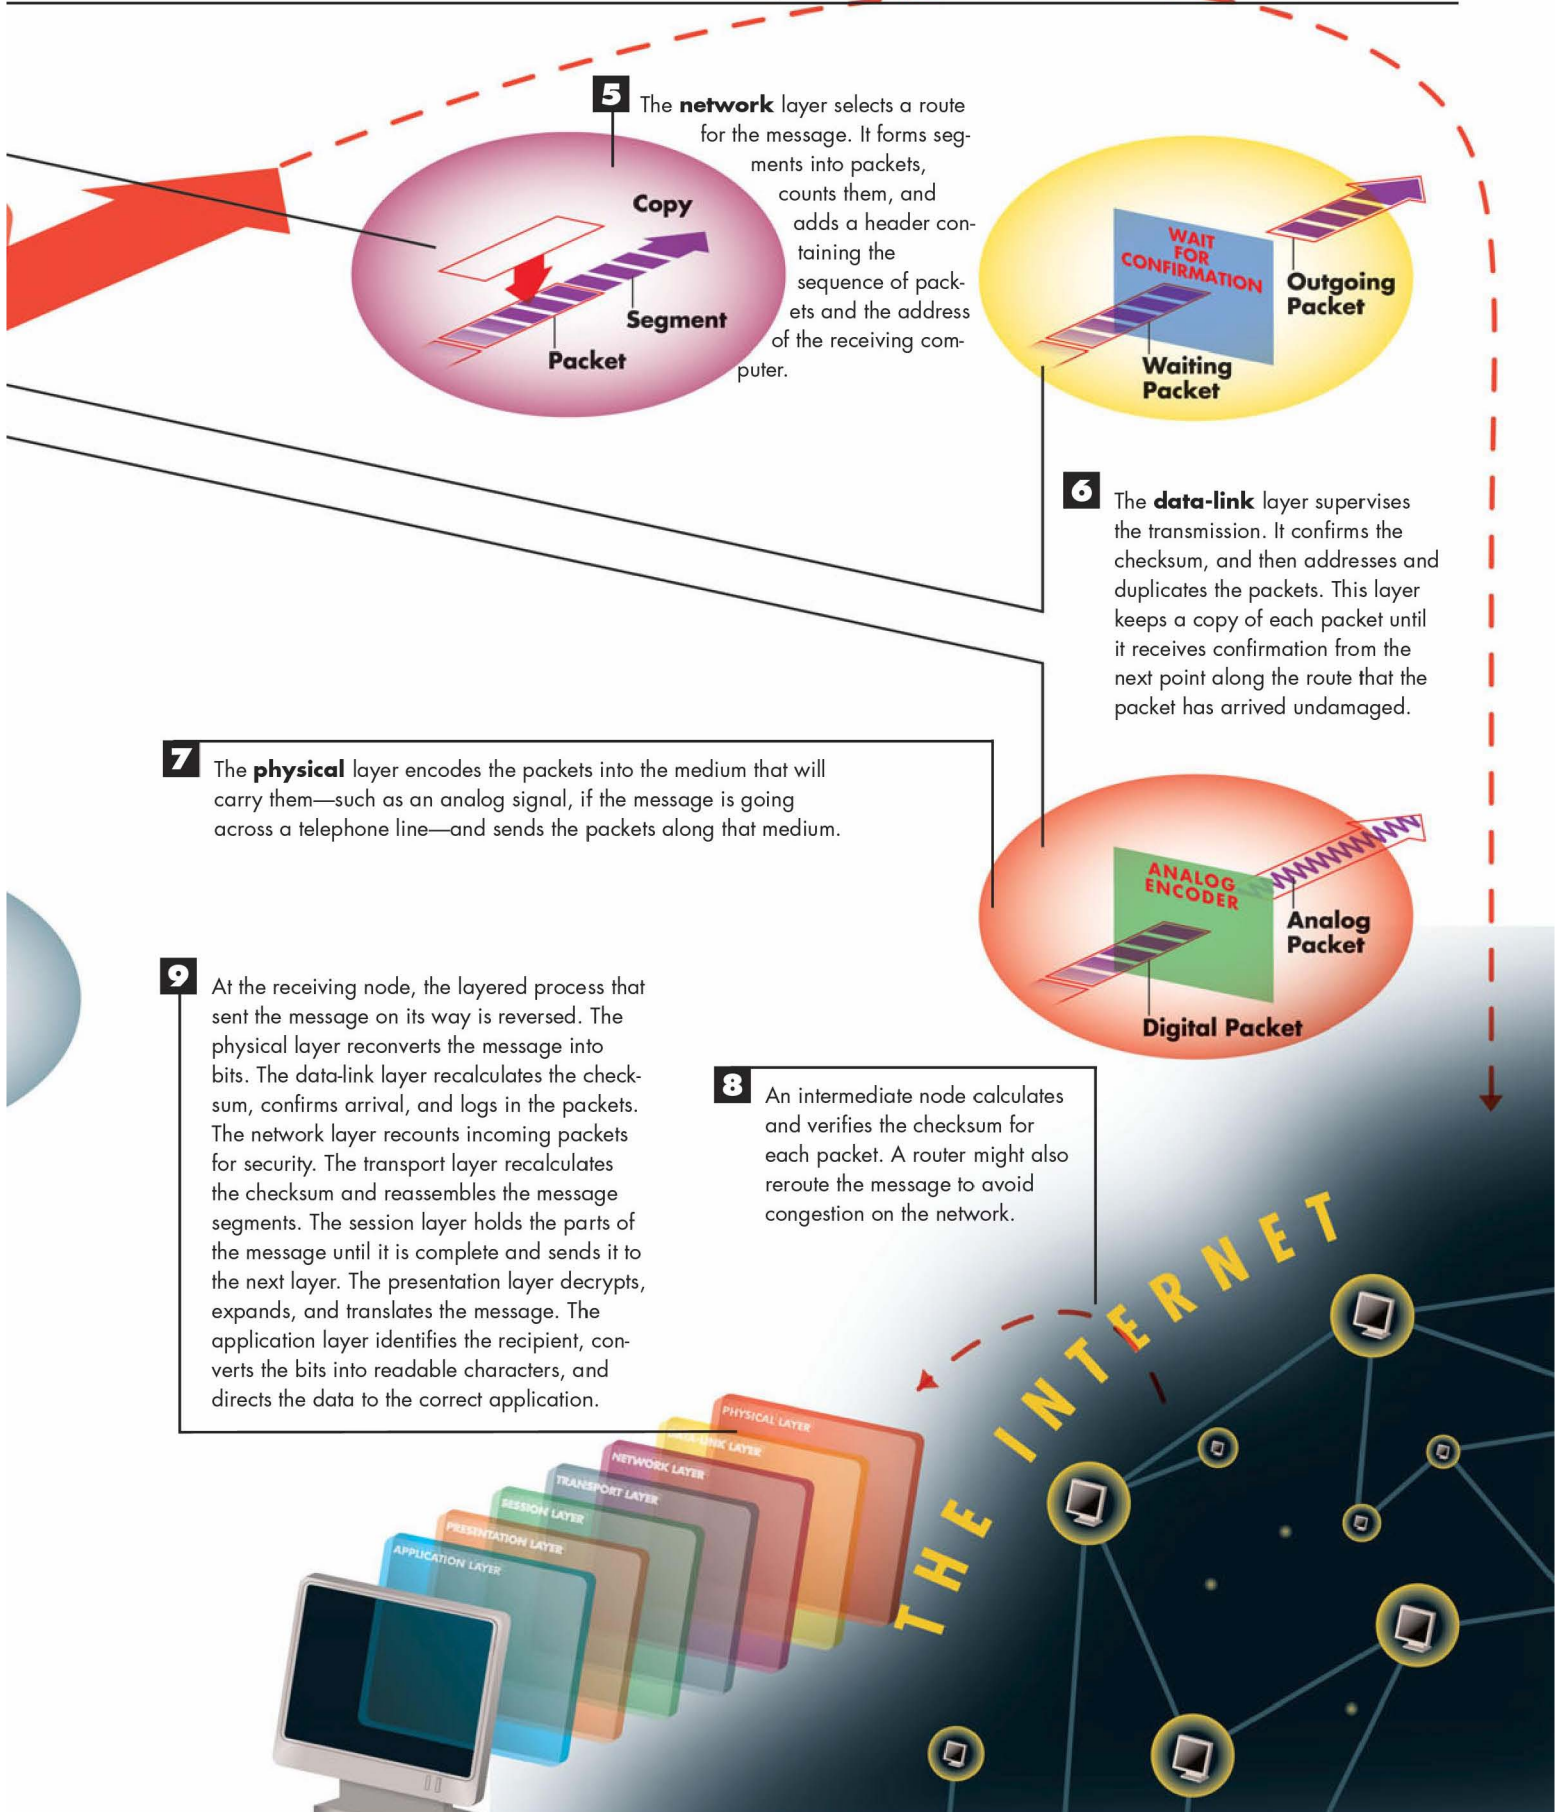 5
The network layer selects a route
for the message. It forms seg-
ments into packets,
counts them, and
adds a header con-
taining the
sequence of pack-
ets and the address
of the receiving com-
puter.
Copy
Segment
Packet
WAIT
FOR
CONFIRMATION
Outgoing
Packet
Waiting
Packet
6
The data-link layer supervises
the transmission. It confirms the
checksum, and then addresses and
duplicates the packets. This layer
keeps a copy of each packet until
it receives confirmation from the
next point along the route that the
packet has arrived undamaged.
7
The physical layer encodes the packets into the medium that will
carry them—such as an analog signal, if the message is going
across a telephone line—and sends the packets along that medium.
ANALOG
ENCODER
Analog
Packet
Digital Packet
9
At the receiving node, the layered process that
sent the message on its way is reversed. The
physical layer reconverts the message into
bits. The data-link layer recalculates the check-
sum, confirms arrival, and logs in the packets.
The network layer recounts incoming packets
for security. The transport layer recalculates
the checksum and reassembles the message
segments. The session layer holds the parts of
the message until it is complete and sends it to
the next layer. The presentation layer decrypts,
expands, and translates the message. The
application layer identifies the recipient, con-
verts the bits into readable characters, and
directs the data to the correct application.
8
An intermediate node calculates
and verifies the checksum for
each packet. A router might also
reroute the message to avoid
congestion on the network.
THE INTERNET
PHYSICAL LAYER
DATA-LINK LAYER
NETWORK LAYER
TRANSPORT LAYER
SESSION LAYER
PRESENTATION LAYER
APPLICATION LAYER